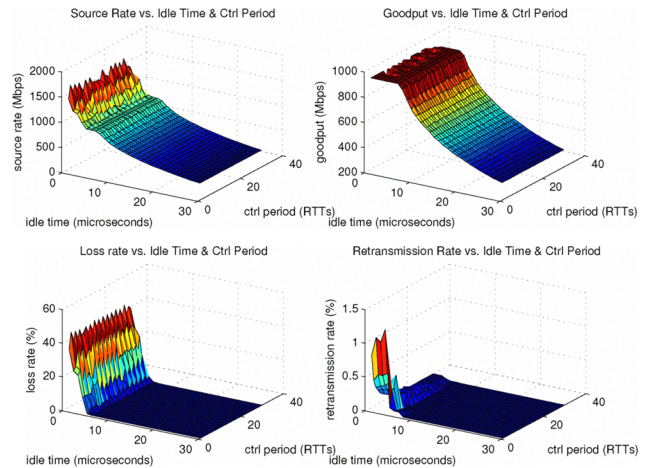 Source Rate vs. Idle Time & Ctrl Period
source rate (Mbps)
2000
1500
1000
500
0
0
10
20
30
0
20
40
idle time (microseconds)
ctrl period (RTTs)
Goodput vs. Idle Time & Ctrl Period
goodput (Mbps)
1000
800
600
400
200
0
10
20
30
0
20
40
idle time (microseconds)
ctrl period (RTTs)
Loss rate vs. Idle Time & Ctrl Period
loss rate (%)
60
40
20
0
0
10
20
30
0
20
40
idle time (microseconds)
ctrl period (RTTs)
Retransmission Rate vs. Idle Time & Ctrl Period
retransmission rate (%)
1.5
1
0.5
0
0
10
20
30
0
20
40
idle time (microseconds)
ctrl period (RTTs)